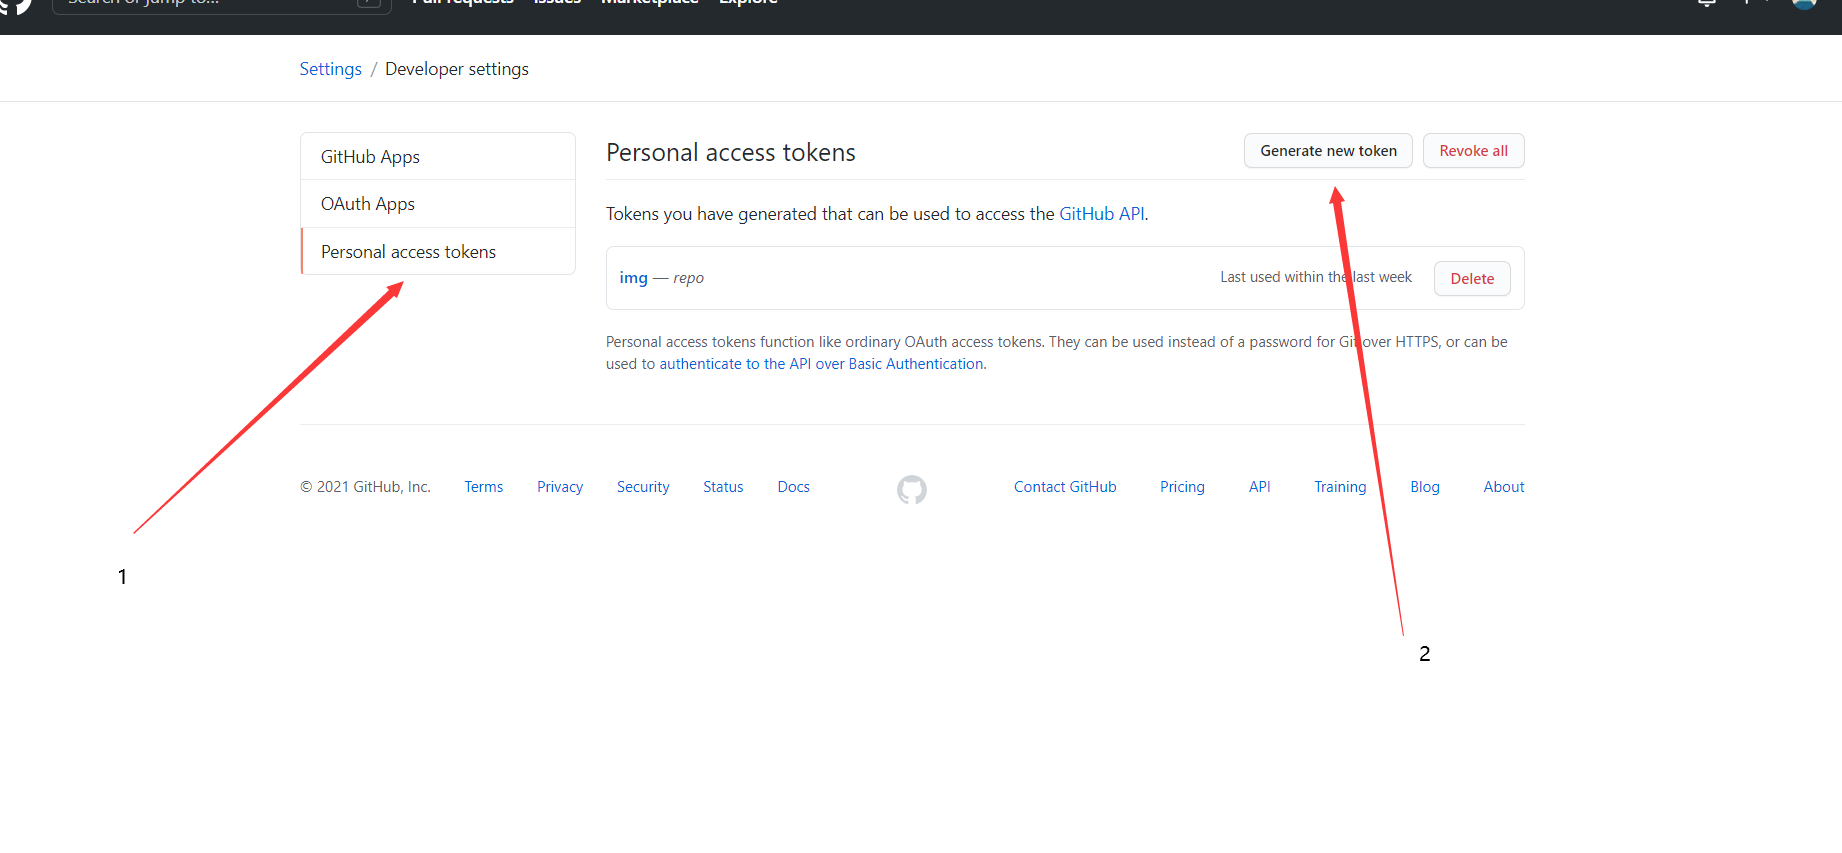 Search or jump to...
Pull requests Issues Marketplace Explore
Settings / Developer settings
GitHub Apps
OAuth Apps
Personal access tokens
Personal access tokens
Generate new token
Revoke all
Tokens you have generated that can be used to access the GitHub API.
img — repo
Last used within the last week
Delete
Personal access tokens function like ordinary OAuth access tokens. They can be used instead of a password for Git over HTTPS, or can be
used to authenticate to the API over Basic Authentication.
© 2021 GitHub, Inc. Terms Privacy Security Status Docs Contact GitHub Pricing API Training Blog About
1
2